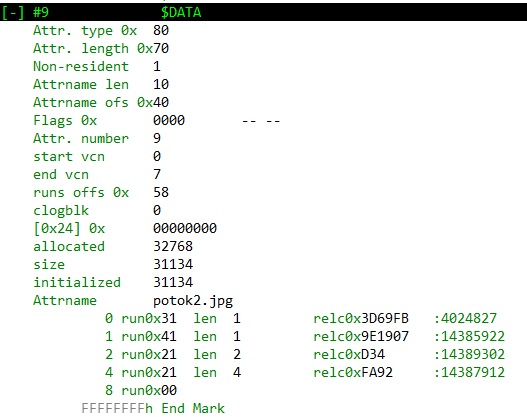 [-] #9 $DATA
Attr. type 0x 80
Attr. length 0x70
Non-resident 1
Attrname len 10
Attrname ofs 0x40
Flags 0x 0000 -- --
Attr. number 9
start vcn 0
end vcn 7
runs offs 0x 58
clogblk 0
[0x24] 0x 00000000
allocated 32768
size 31134
initialized 31134
Attrname potok2.jpg
0 run0x31 len 1 relc0x3D69FB :4024827
1 run0x41 len 1 relc0x9E1907 :14385922
2 run0x21 len 2 relc0xD34 :14389302
4 run0x21 len 4 relc0xFA92 :14387912
8 run0x00
FFFFFFFFh End Mark